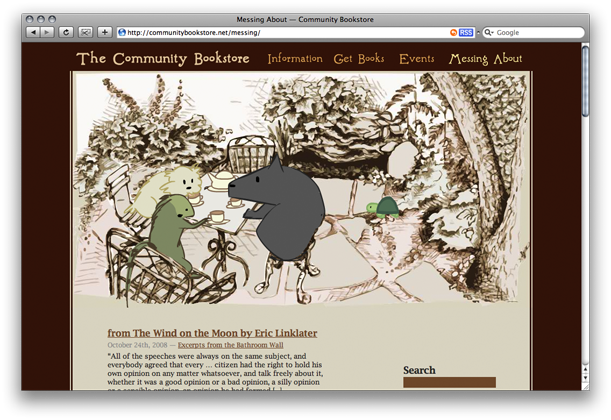 Messing About — Community Bookstore
http://communitybookstore.net/messing/
RSS
Google
The Community Bookstore Information Get Books Events Messing About
from The Wind on the Moon by Eric Linklater
October 24th, 2008 — Excerpts from the Bathroom Wall
"All of the speeches were always on the same subject, and
everybody agreed that every ... citizen had the right to hold his
own opinion on any matter whatsoever, and talk freely about it,
whether it was a good opinion or a bad opinion, a silly opinion
Search